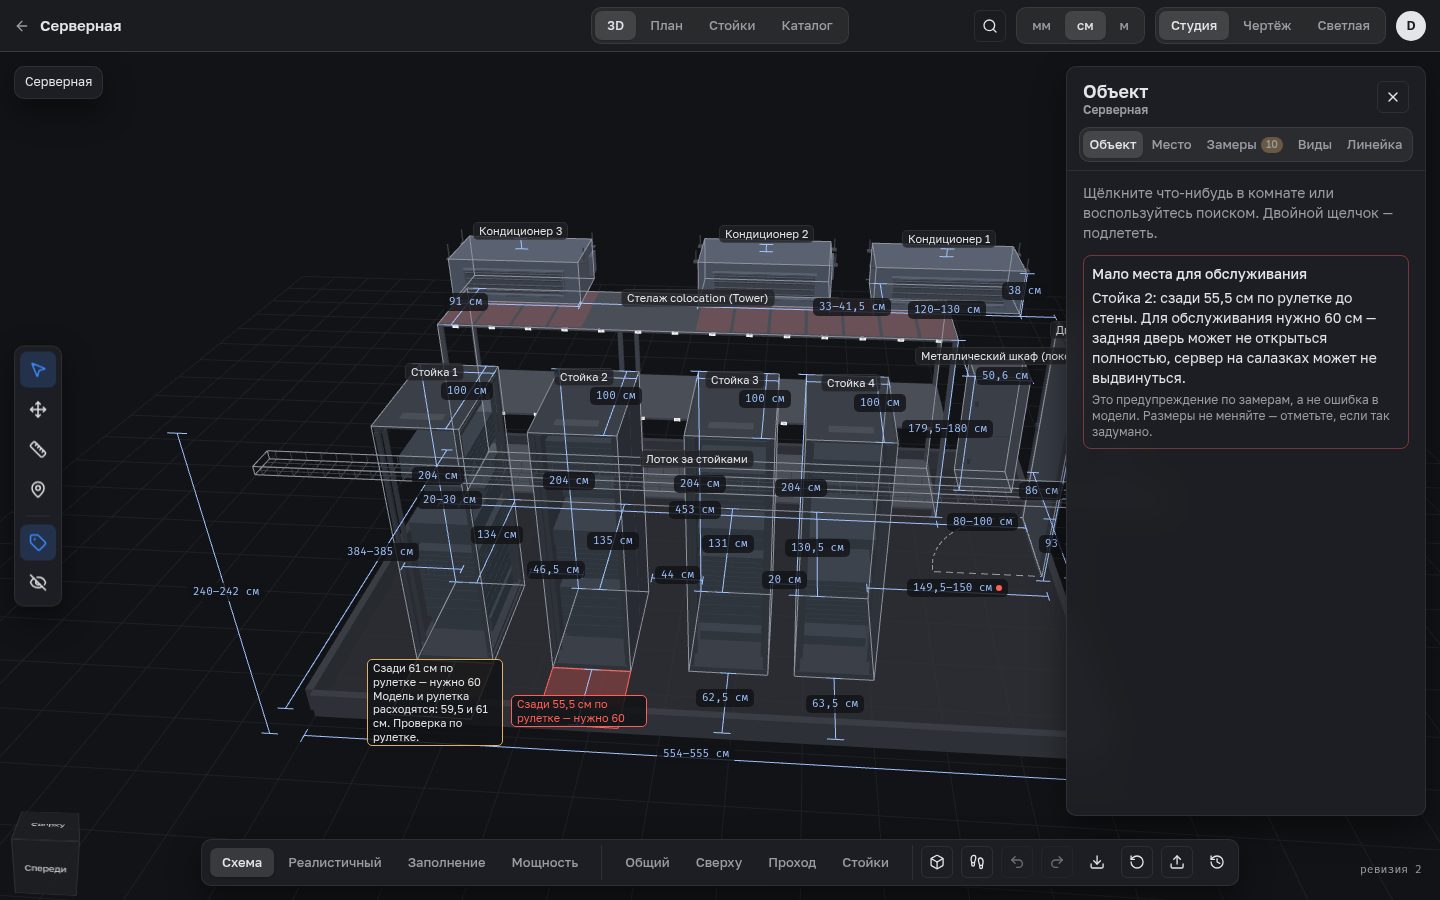 Серверная
3D План Стойки Каталог
мм см м
Студия Чертёж Светлая
D
Серверная
Объект
Серверная
Объект Место Замеры 10 Виды Линейка
Щёлкните что-нибудь в комнате или
воспользуйтесь поиском. Двойной щелчок —
подлететь.
Мало места для обслуживания
Стойка 2: сзади 55,5 см по рулетке до
стены. Для обслуживания нужно 60 см —
задняя дверь может не открыться
полностью, сервер на салазках может не
выдвинуться.
Это предупреждение по замерам, а не ошибка в
модели. Размеры не меняйте — отметьте, если так
задумано.
Кондиционер 3
Кондиционер 2
Кондиционер 1
38 см
91 см
Стелаж colocation (Tower)
33–41,5 см
120–130 см
Металлический шкаф (лок
Стойка 1
Стойка 2
Стойка 3
Стойка 4
50,6 см
100 см
100 см
100 см
100 см
179,5–180 см
Лоток за стойками
204 см
204 см
204 см
204 см
86 см
20–30 см
453 см
80–100 см
134 см
135 см
131 см
130,5 см
93
384–385 см
46,5 см
44 см
20 см
149,5–150 см
240–242 см
Сзади 61 см по
рулетке — нужно 60
Модель и рулетка
расходятся: 59,5 и 61
см. Проверка по
рулетке.
Сзади 55,5 см по
рулетке — нужно 60
62,5 см
63,5 см
554–555 см
Сверху
Спереди
Схема Реалистичный Заполнение Мощность Общий Сверху Проход Стойки
ревизия 2